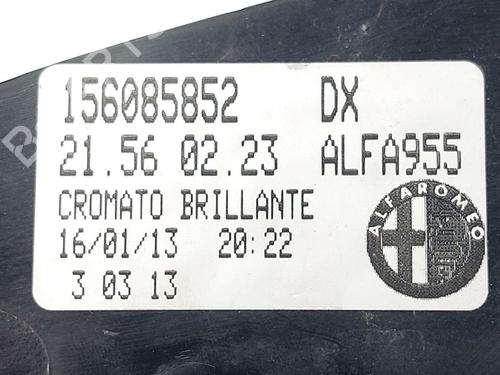 156085852 DX
21.56 02.23 ALFA955
CROMATO BRILLANTE
16/01/13 20:22
3 03 13
ALFA ROMEO